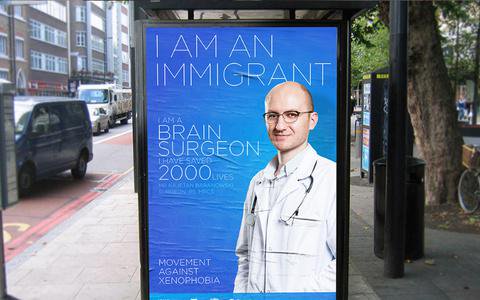 I AM AN
IMMIGRANT
I AM A
BRAIN
SURGEON
I HAVE SAVED
2000 LIVES
MOVEMENT
AGAINST
XENOPHOBIA